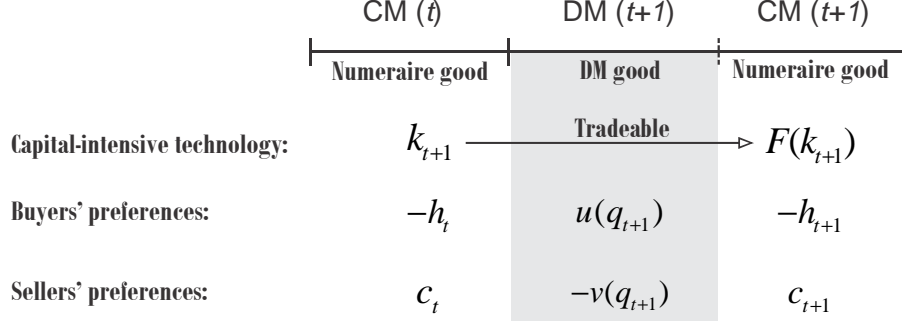 CM (t) DM (t+1) CM (t+1)
Numeraire good DM good Numeraire good
Capital-intensive technology: k_{t+1} Tradeable F(k_{t+1})
Buyers' preferences: -h_t u(q_{t+1}) -h_{t+1}
Sellers' preferences: c_t -v(q_{t+1}) c_{t+1}